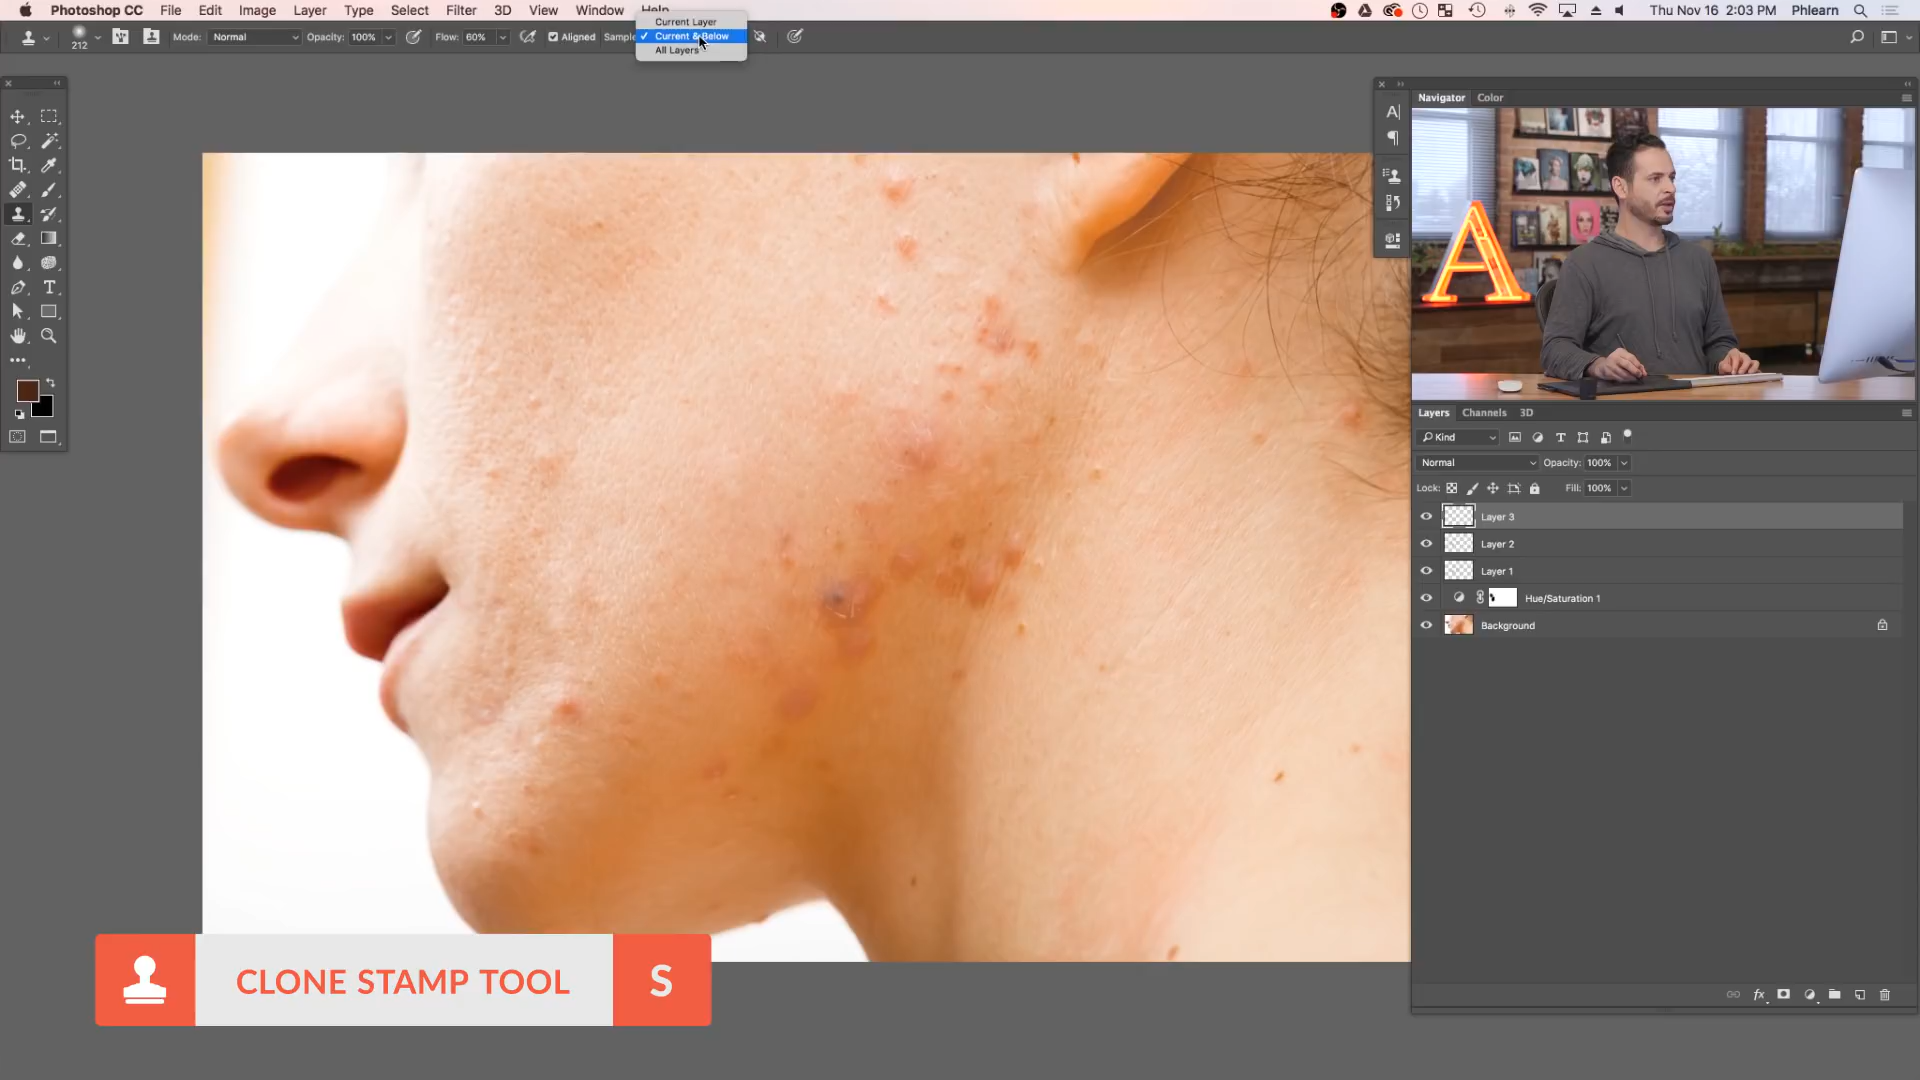 Photoshop CC File Edit Image Layer Type Select Filter 3D View Window Help Thu Nov 16 2:03 PM Phlearn
Current Layer
✓ Current & Below
All Layers
212 Mode: Normal Opacity: 100% Flow: 60% Aligned Sample
Navigator Color
A
Layers Channels 3D
Kind
Normal Opacity: 100%
Lock: Fill: 100%
Layer 3
Layer 2
Layer 1
Hue/Saturation 1
Background
fx
CLONE STAMP TOOL S